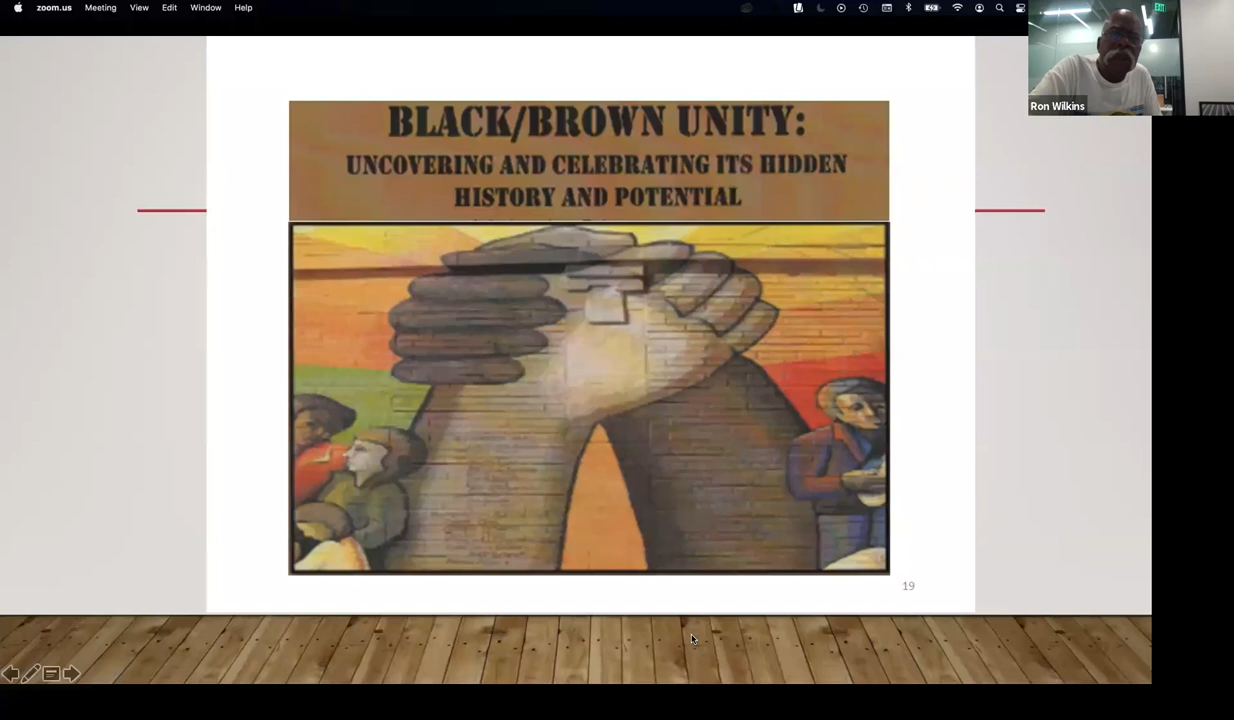 zoom.us Meeting View Edit Window Help
Ron Wilkins
BLACK/BROWN UNITY:
UNCOVERING AND CELEBRATING ITS HIDDEN
HISTORY AND POTENTIAL
19